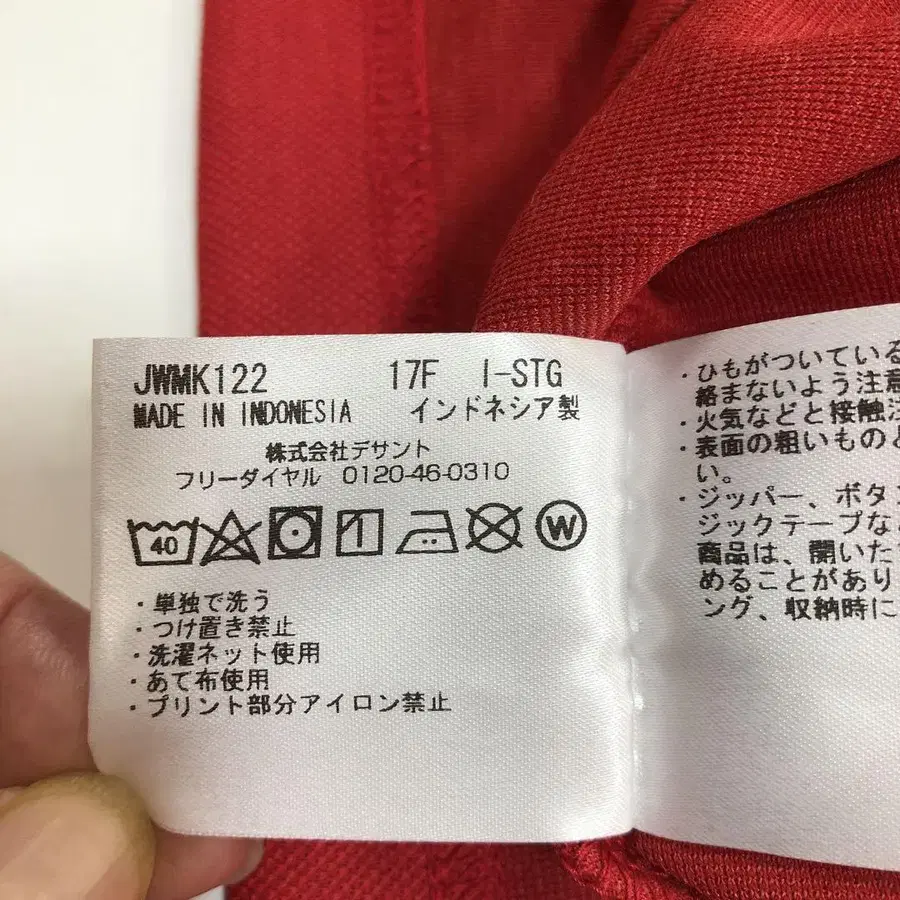 JWMK122 17F I-STG
MADE IN INDONESIA インドネシア製
株式会社デサント
フリーダイヤル 0120-46-0310
40
W
・単独で洗う
・つけ置き禁止
・洗濯ネット使用
・あて布使用
・プリント部分アイロン禁止
・ひもがついている
絡まないよう注意
・火気などと接触注
・表面の粗いものと
い。
・ジッパー、ボタン
ジックテープなど
商品は、開いた
めることがあり
ング、収納時に